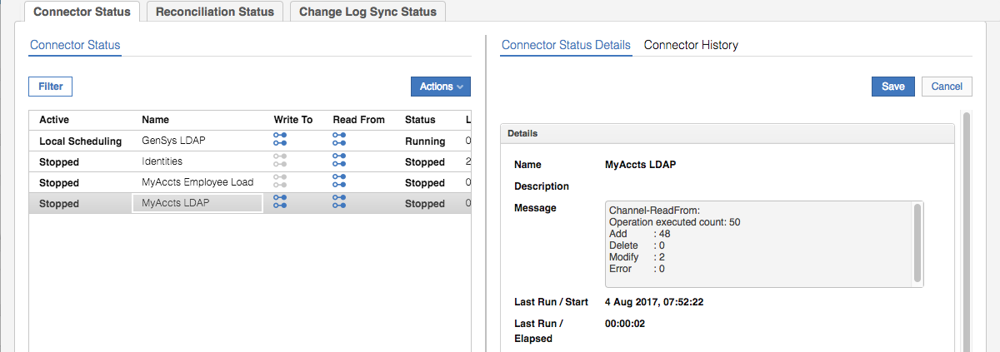 Connector Status Reconciliation Status Change Log Sync Status
Connector Status
Filter
Actions
Active Name Write To Read From Status L
Local Scheduling GenSys LDAP Running 0
Stopped Identities Stopped 2
Stopped MyAccts Employee Load Stopped 0
Stopped MyAccts LDAP Stopped 0
Connector Status Details Connector History
Save Cancel
Details
Name MyAccts LDAP
Description
Message
Channel-ReadFrom:
Operation executed count: 50
Add : 48
Delete : 0
Modify : 2
Error : 0
Last Run / Start 4 Aug 2017, 07:52:22
Last Run / 00:00:02
Elapsed